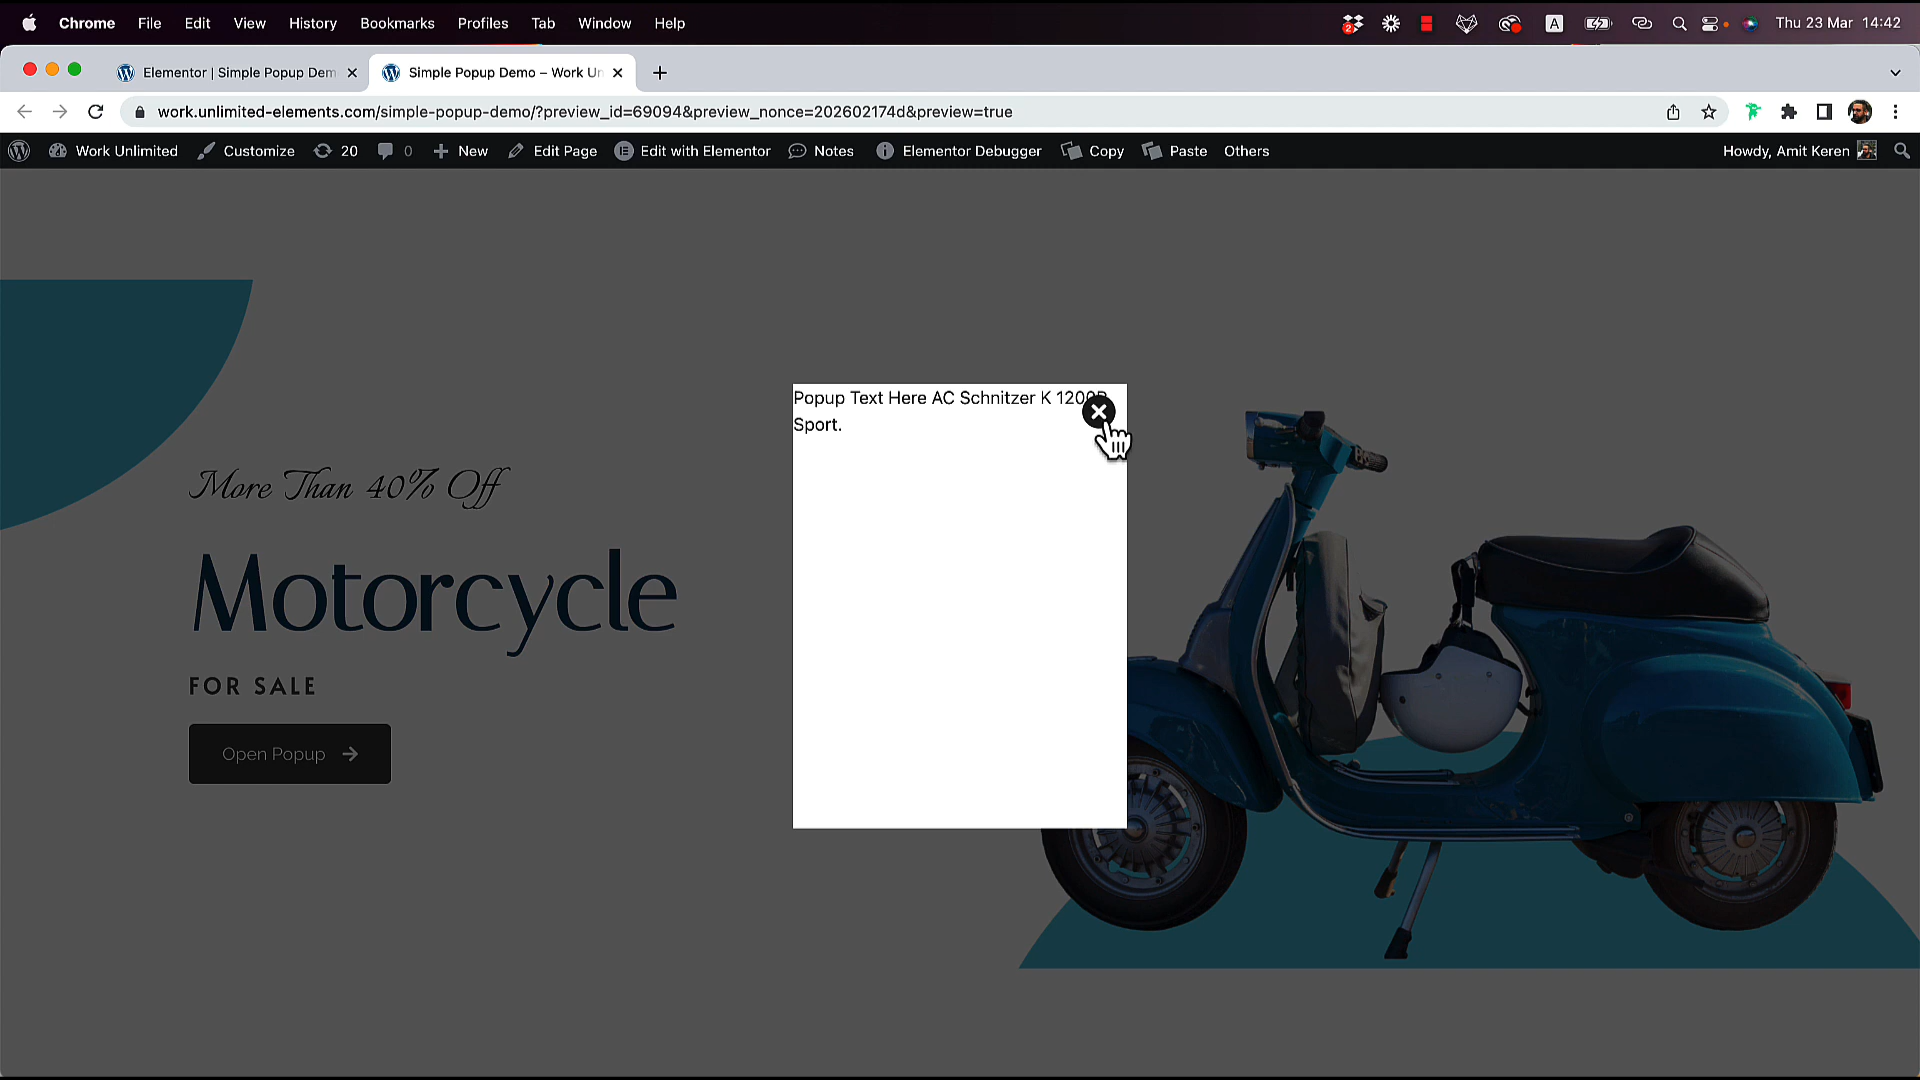 Chrome File Edit View History Bookmarks Profiles Tab Window Help 2 A Thu 23 Mar 14:42
Elementor | Simple Popup Dem Simple Popup Demo – Work Un
work.unlimited-elements.com/simple-popup-demo/?preview_id=69094&preview_nonce=202602174d&preview=true
Work Unlimited Customize 20 0 New Edit Page Edit with Elementor Notes Elementor Debugger Copy Paste Others Howdy, Amit Keren
Popup Text Here AC Schnitzer K 1200R
Sport.
More Than 40% Off
Motorcycle
FOR SALE
Open Popup